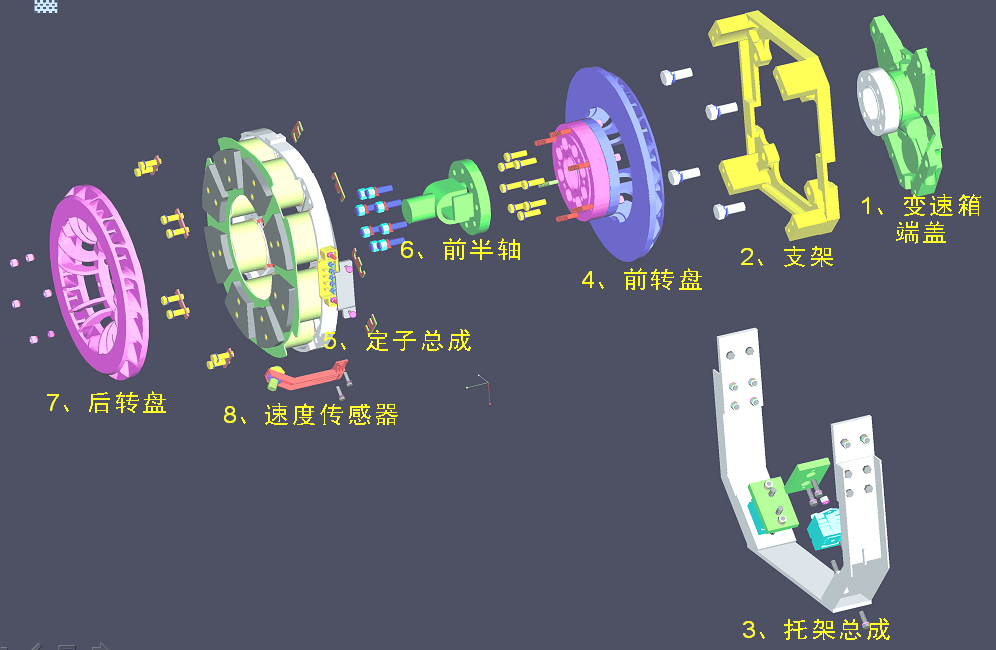 1、变速箱
端盖
2、支架
6、前半轴
4、前转盘
5、定子总成
7、后转盘
8、速度传感器
3、托架总成